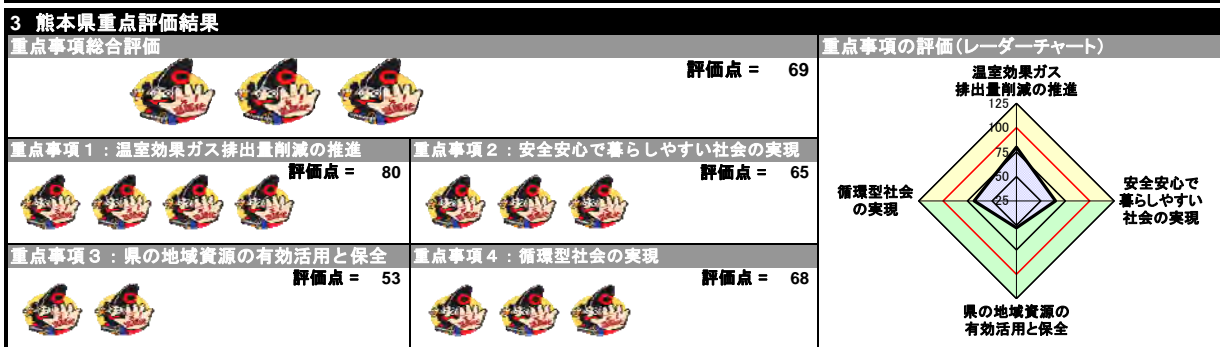 3 熊本県重点評価結果
重点事項総合評価
評価点 = 69
重点事項1：温室効果ガス排出量削減の推進
評価点 = 80
重点事項2：安全安心で暮らしやすい社会の実現
評価点 = 65
重点事項3：県の地域資源の有効活用と保全
評価点 = 53
重点事項4：循環型社会の実現
評価点 = 68
重点事項の評価(レーダーチャート)
温室効果ガス
排出量削減の推進
125
100
75
50
25
循環型社会
の実現
安全安心で
暮らしやすい
社会の実現
県の地域資源の
有効活用と保全